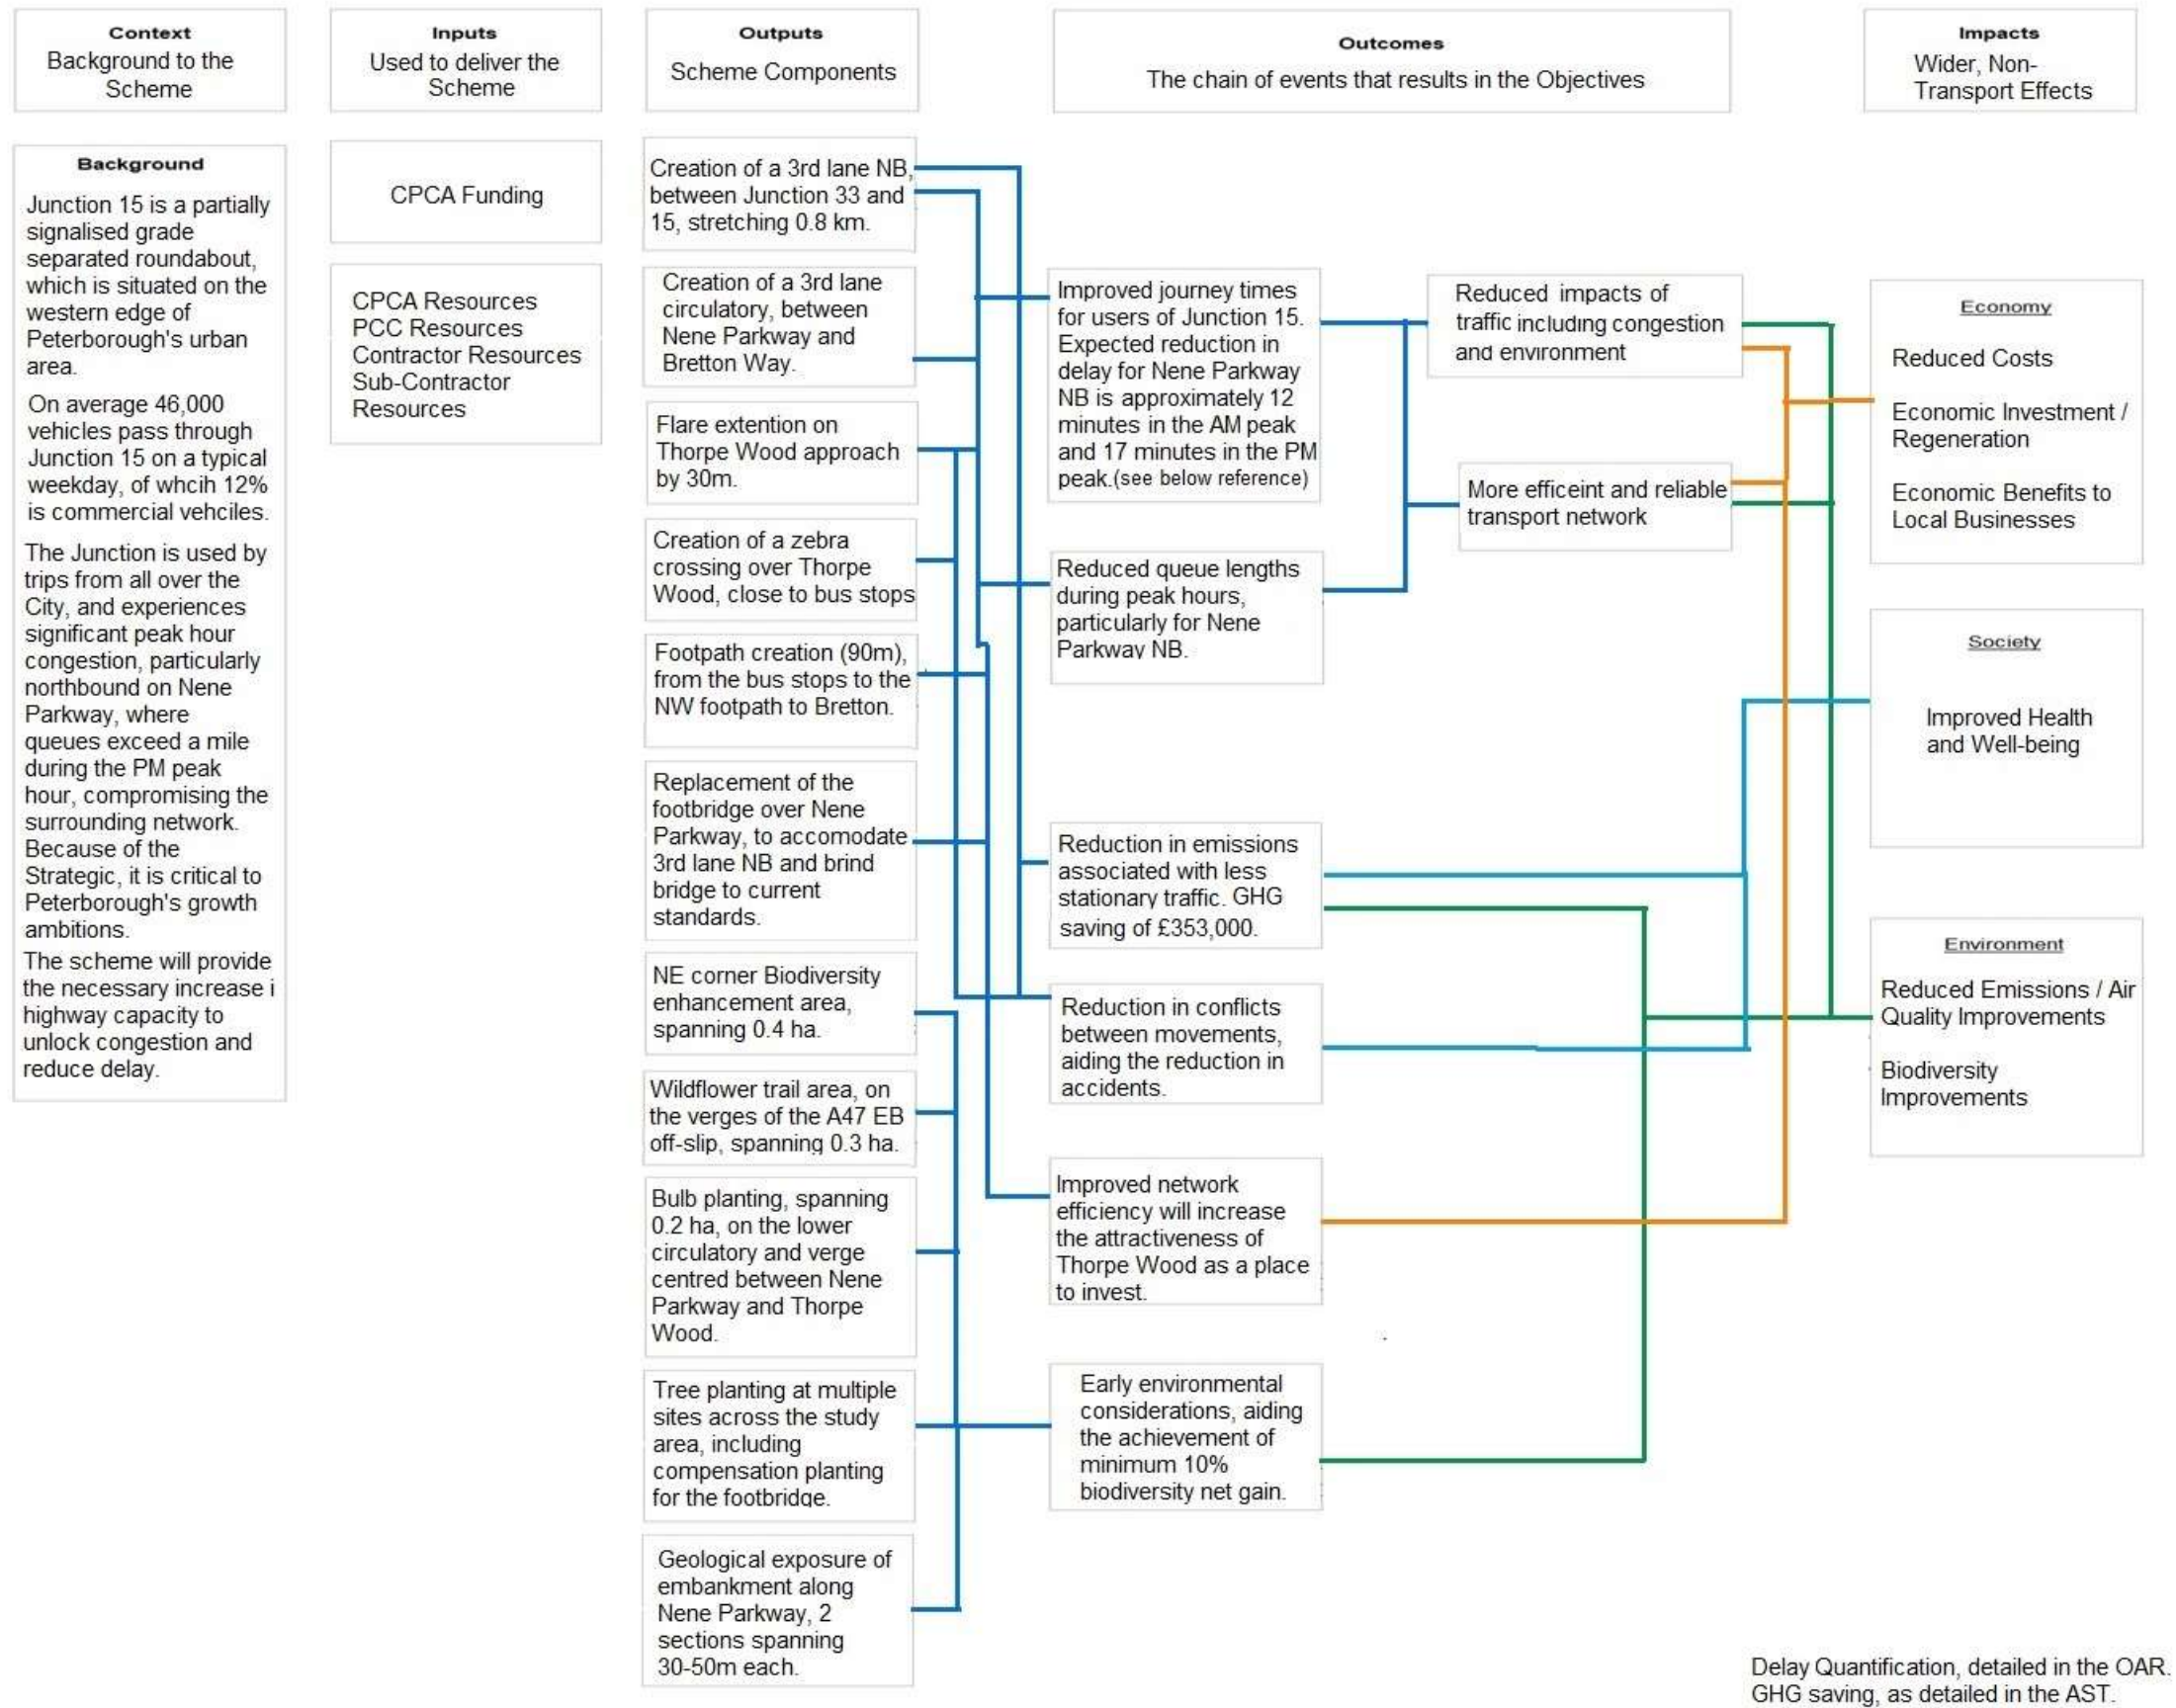 Context
Background to the
Scheme
Inputs
Used to deliver the
Scheme
Outputs
Scheme Components
Outcomes
The chain of events that results in the Objectives
Impacts
Wider, Non-
Transport Effects
Background
Junction 15 is a partially
signalised grade
separated roundabout,
which is situated on the
western edge of
Peterborough's urban
area.
On average 46,000
vehicles pass through
Junction 15 on a typical
weekday, of whcih 12%
is commercial vehciles.
The Junction is used by
trips from all over the
City, and experiences
significant peak hour
congestion, particularly
northbound on Nene
Parkway, where
queues exceed a mile
during the PM peak
hour, compromising the
surrounding network.
Because of the
Strategic, it is critical to
Peterborough's growth
ambitions.
The scheme will provide
the necessary increase i
highway capacity to
unlock congestion and
reduce delay.
CPCA Funding
CPCA Resources
PCC Resources
Contractor Resources
Sub-Contractor
Resources
Creation of a 3rd lane NB,
between Junction 33 and
15, stretching 0.8 km.
Creation of a 3rd lane
circulatory, between
Nene Parkway and
Bretton Way.
Flare extention on
Thorpe Wood approach
by 30m.
Creation of a zebra
crossing over Thorpe
Wood, close to bus stops
Footpath creation (90m),
from the bus stops to the
NW footpath to Bretton.
Replacement of the
footbridge over Nene
Parkway, to accomodate
3rd lane NB and brind
bridge to current
standards.
NE corner Biodiversity
enhancement area,
spanning 0.4 ha.
Wildflower trail area, on
the verges of the A47 EB
off-slip, spanning 0.3 ha.
Bulb planting, spanning
0.2 ha, on the lower
circulatory and verge
centred between Nene
Parkway and Thorpe
Wood.
Tree planting at multiple
sites across the study
area, including
compensation planting
for the footbridge.
Geological exposure of
embankment along
Nene Parkway, 2
sections spanning
30-50m each.
Improved journey times
for users of Junction 15.
Expected reduction in
delay for Nene Parkway
NB is approximately 12
minutes in the AM peak
and 17 minutes in the PM
peak.(see below reference)
Reduced queue lengths
during peak hours,
particularly for Nene
Parkway NB.
Reduction in emissions
associated with less
stationary traffic. GHG
saving of £353,000.
Reduction in conflicts
between movements,
aiding the reduction in
accidents.
Improved network
efficiency will increase
the attractiveness of
Thorpe Wood as a place
to invest.
Early environmental
considerations, aiding
the achievement of
minimum 10%
biodiversity net gain.
Reduced impacts of
traffic including congestion
and environment
More efficeint and reliable
transport network
Economy
Reduced Costs
Economic Investment /
Regeneration
Economic Benefits to
Local Businesses
Society
Improved Health
and Well-being
Environment
Reduced Emissions / Air
Quality Improvements
Biodiversity
Improvements
Delay Quantification, detailed in the OAR.
GHG saving, as detailed in the AST.